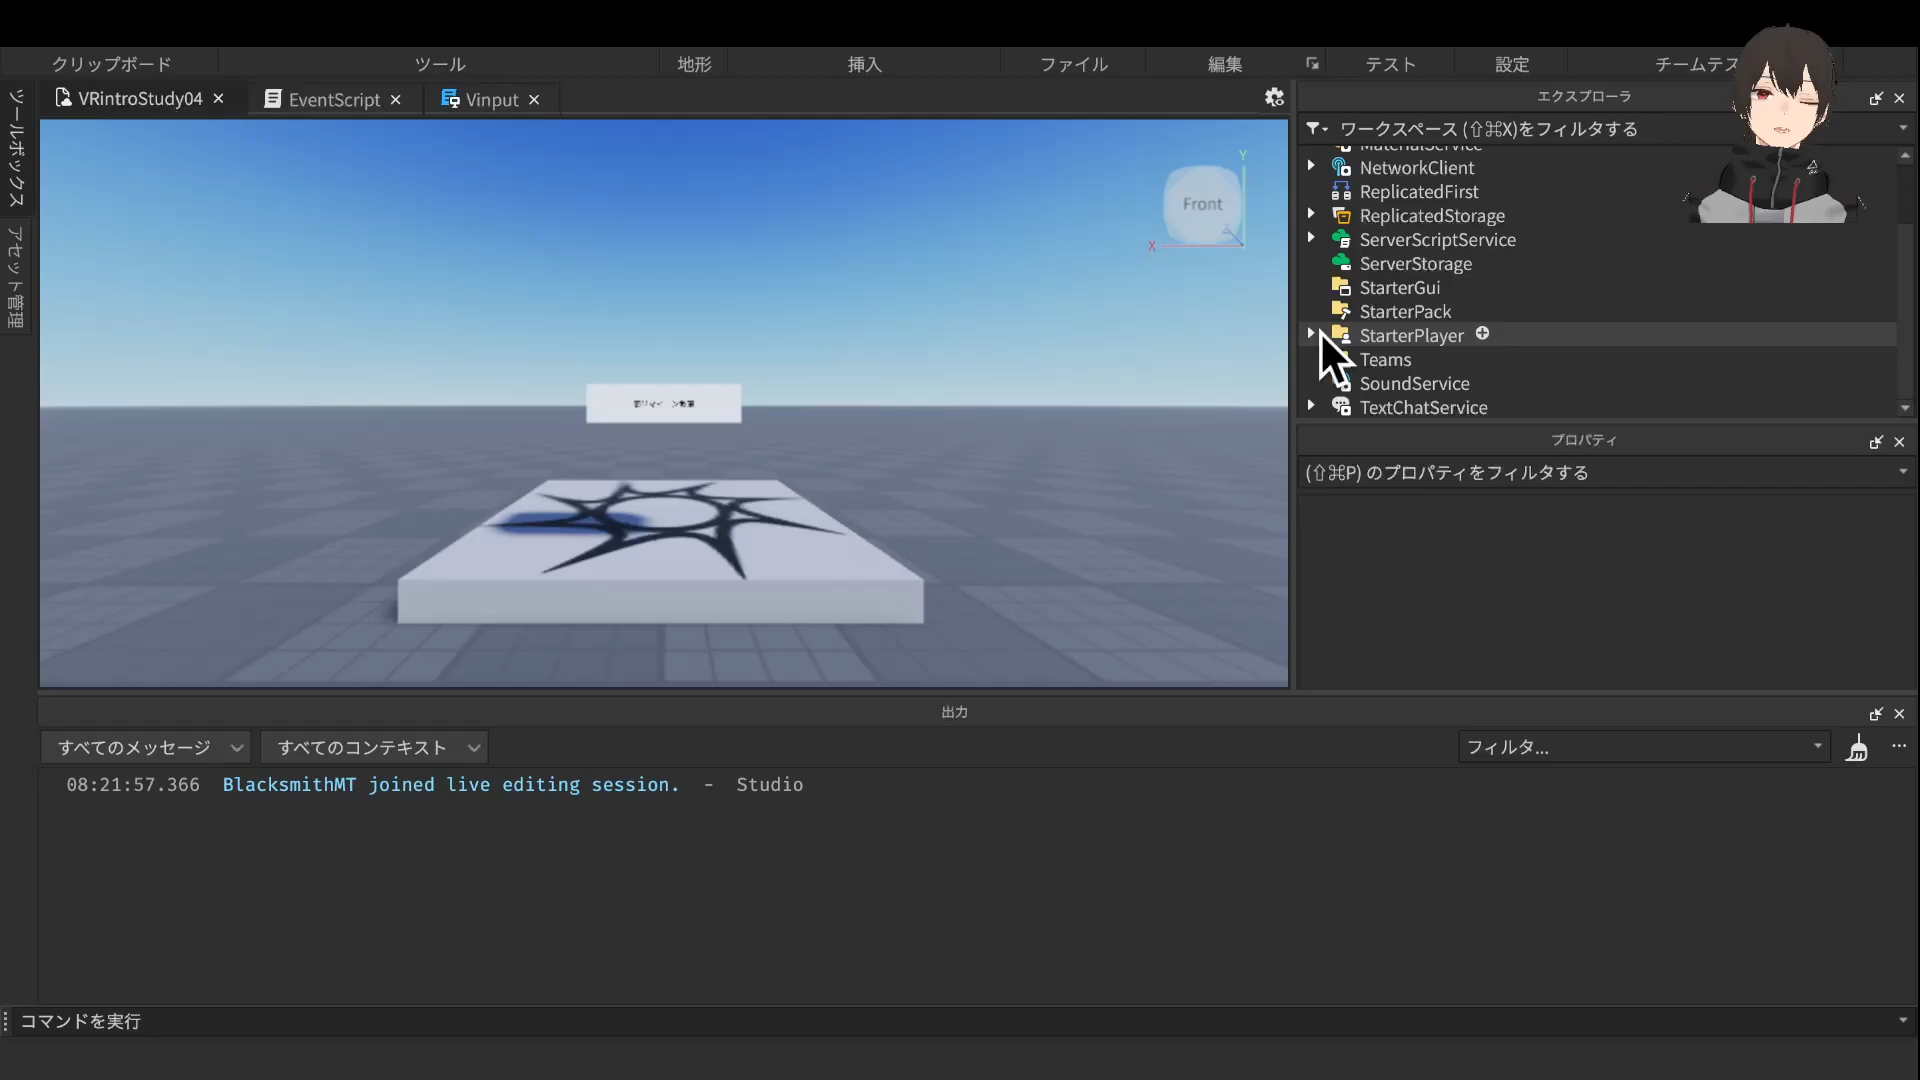 クリップボード
ツール
地形
挿入
ファイル
編集
テスト
設定
チームテス
ツールボックス
アセット管理
VRintroStudy04
EventScript
Vinput
エクスプローラ
ワークスペース (⇧⌘X)をフィルタする
MaterialService
NetworkClient
ReplicatedFirst
ReplicatedStorage
ServerScriptService
ServerStorage
StarterGui
StarterPack
StarterPlayer
Teams
SoundService
TextChatService
Y
Front
Z
X
プロパティ
(⇧⌘P) のプロパティをフィルタする
出力
すべてのメッセージ
すべてのコンテキスト
フィルタ...
08:21:57.366 BlacksmithMT joined live editing session. - Studio
コマンドを実行